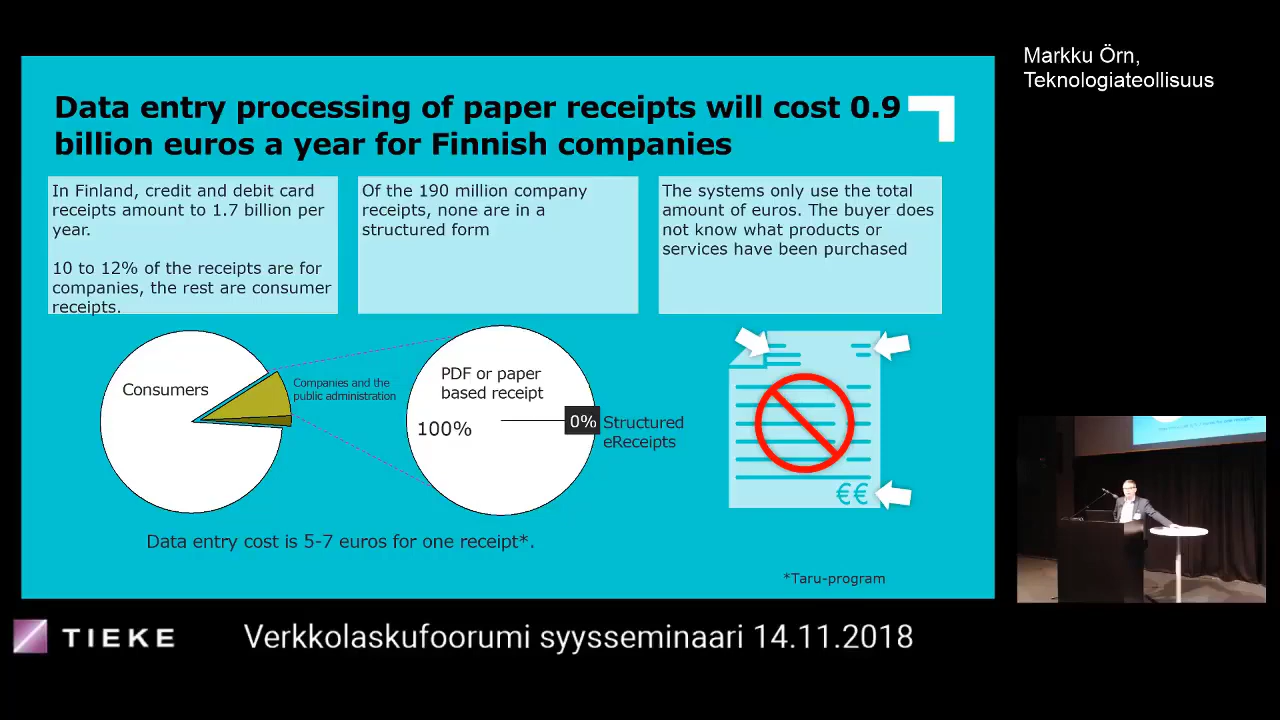 Markku Örn,
Teknologiateollisuus
Data entry processing of paper receipts will cost 0.9
billion euros a year for Finnish companies
In Finland, credit and debit card
receipts amount to 1.7 billion per
year.
10 to 12% of the receipts are for
companies, the rest are consumer
receipts.
Of the 190 million company
receipts, none are in a
structured form
The systems only use the total
amount of euros. The buyer does
not know what products or
services have been purchased
Consumers
Companies and the
public administration
PDF or paper
based receipt
100%
0%
Structured
eReceipts
€€
Data entry cost is 5-7 euros for one receipt*.
*Taru-program
TIEKE
Verkkolaskufoorumi syysseminaari 14.11.2018